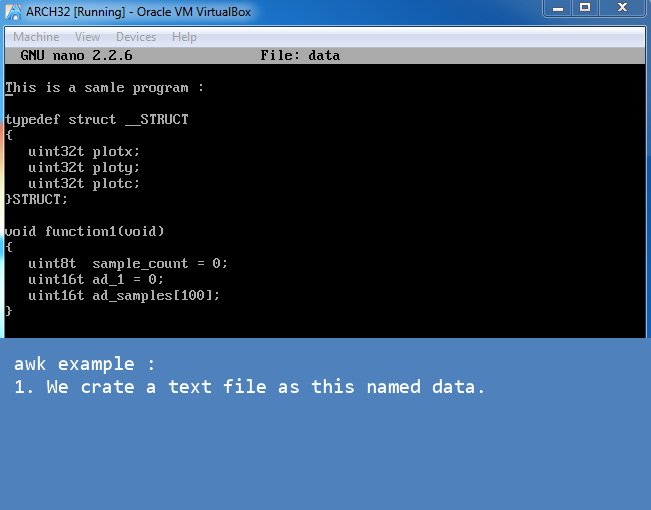 ARCH32 [Running] - Oracle VM VirtualBox
Machine View Devices Help
GNU nano 2.2.6 File: data
This is a samle program :
typedef struct __STRUCT
{
uint32t plotx;
uint32t ploty;
uint32t plotc;
}STRUCT;
void function1(void)
{
uint8t sample_count = 0;
uint16t ad_1 = 0;
uint16t ad_samples[100];
}
awk example :
1. We crate a text file as this named data.